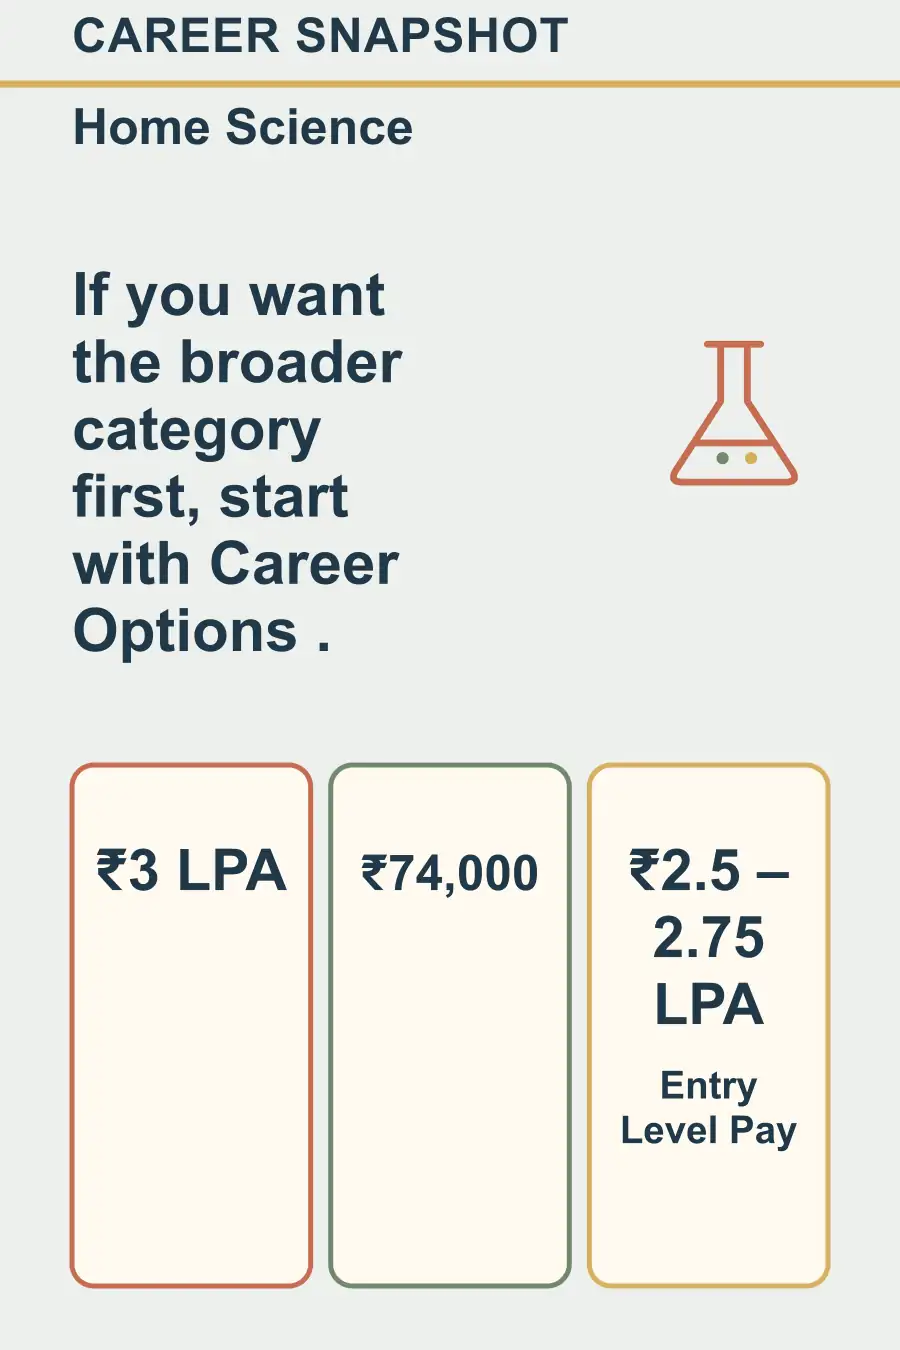 CAREER SNAPSHOT
Home Science
If you want
the broader
category
first, start
with Career
Options .
₹3 LPA
₹74,000
₹2.5 –
2.75
LPA
Entry
Level Pay